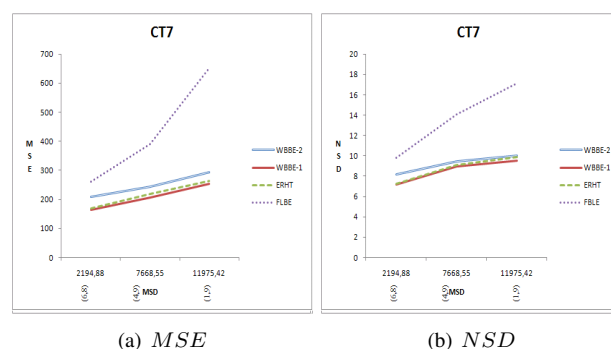 CT7
700
600
500
400
300
200
100
0
M
S
E
2194,88
7668,55
11975,42
(6,8)
(4,9)
(1,9)
MSD
WBBE-2
WBBE-1
ERHT
FLBE
(a) MSE
CT7
20
18
16
14
12
10
8
6
4
2
0
N
S
D
2194,88
7668,55
11975,42
(6,8)
(4,9)
(1,9)
MSD
WBBE-2
WBBE-1
ERHT
FBLE
(b) NSD